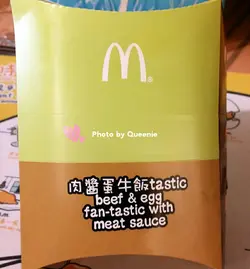 ®
Photo by Queenie
肉醬蛋牛飯tastic
beef & egg
fan-tastic with
meat sauce